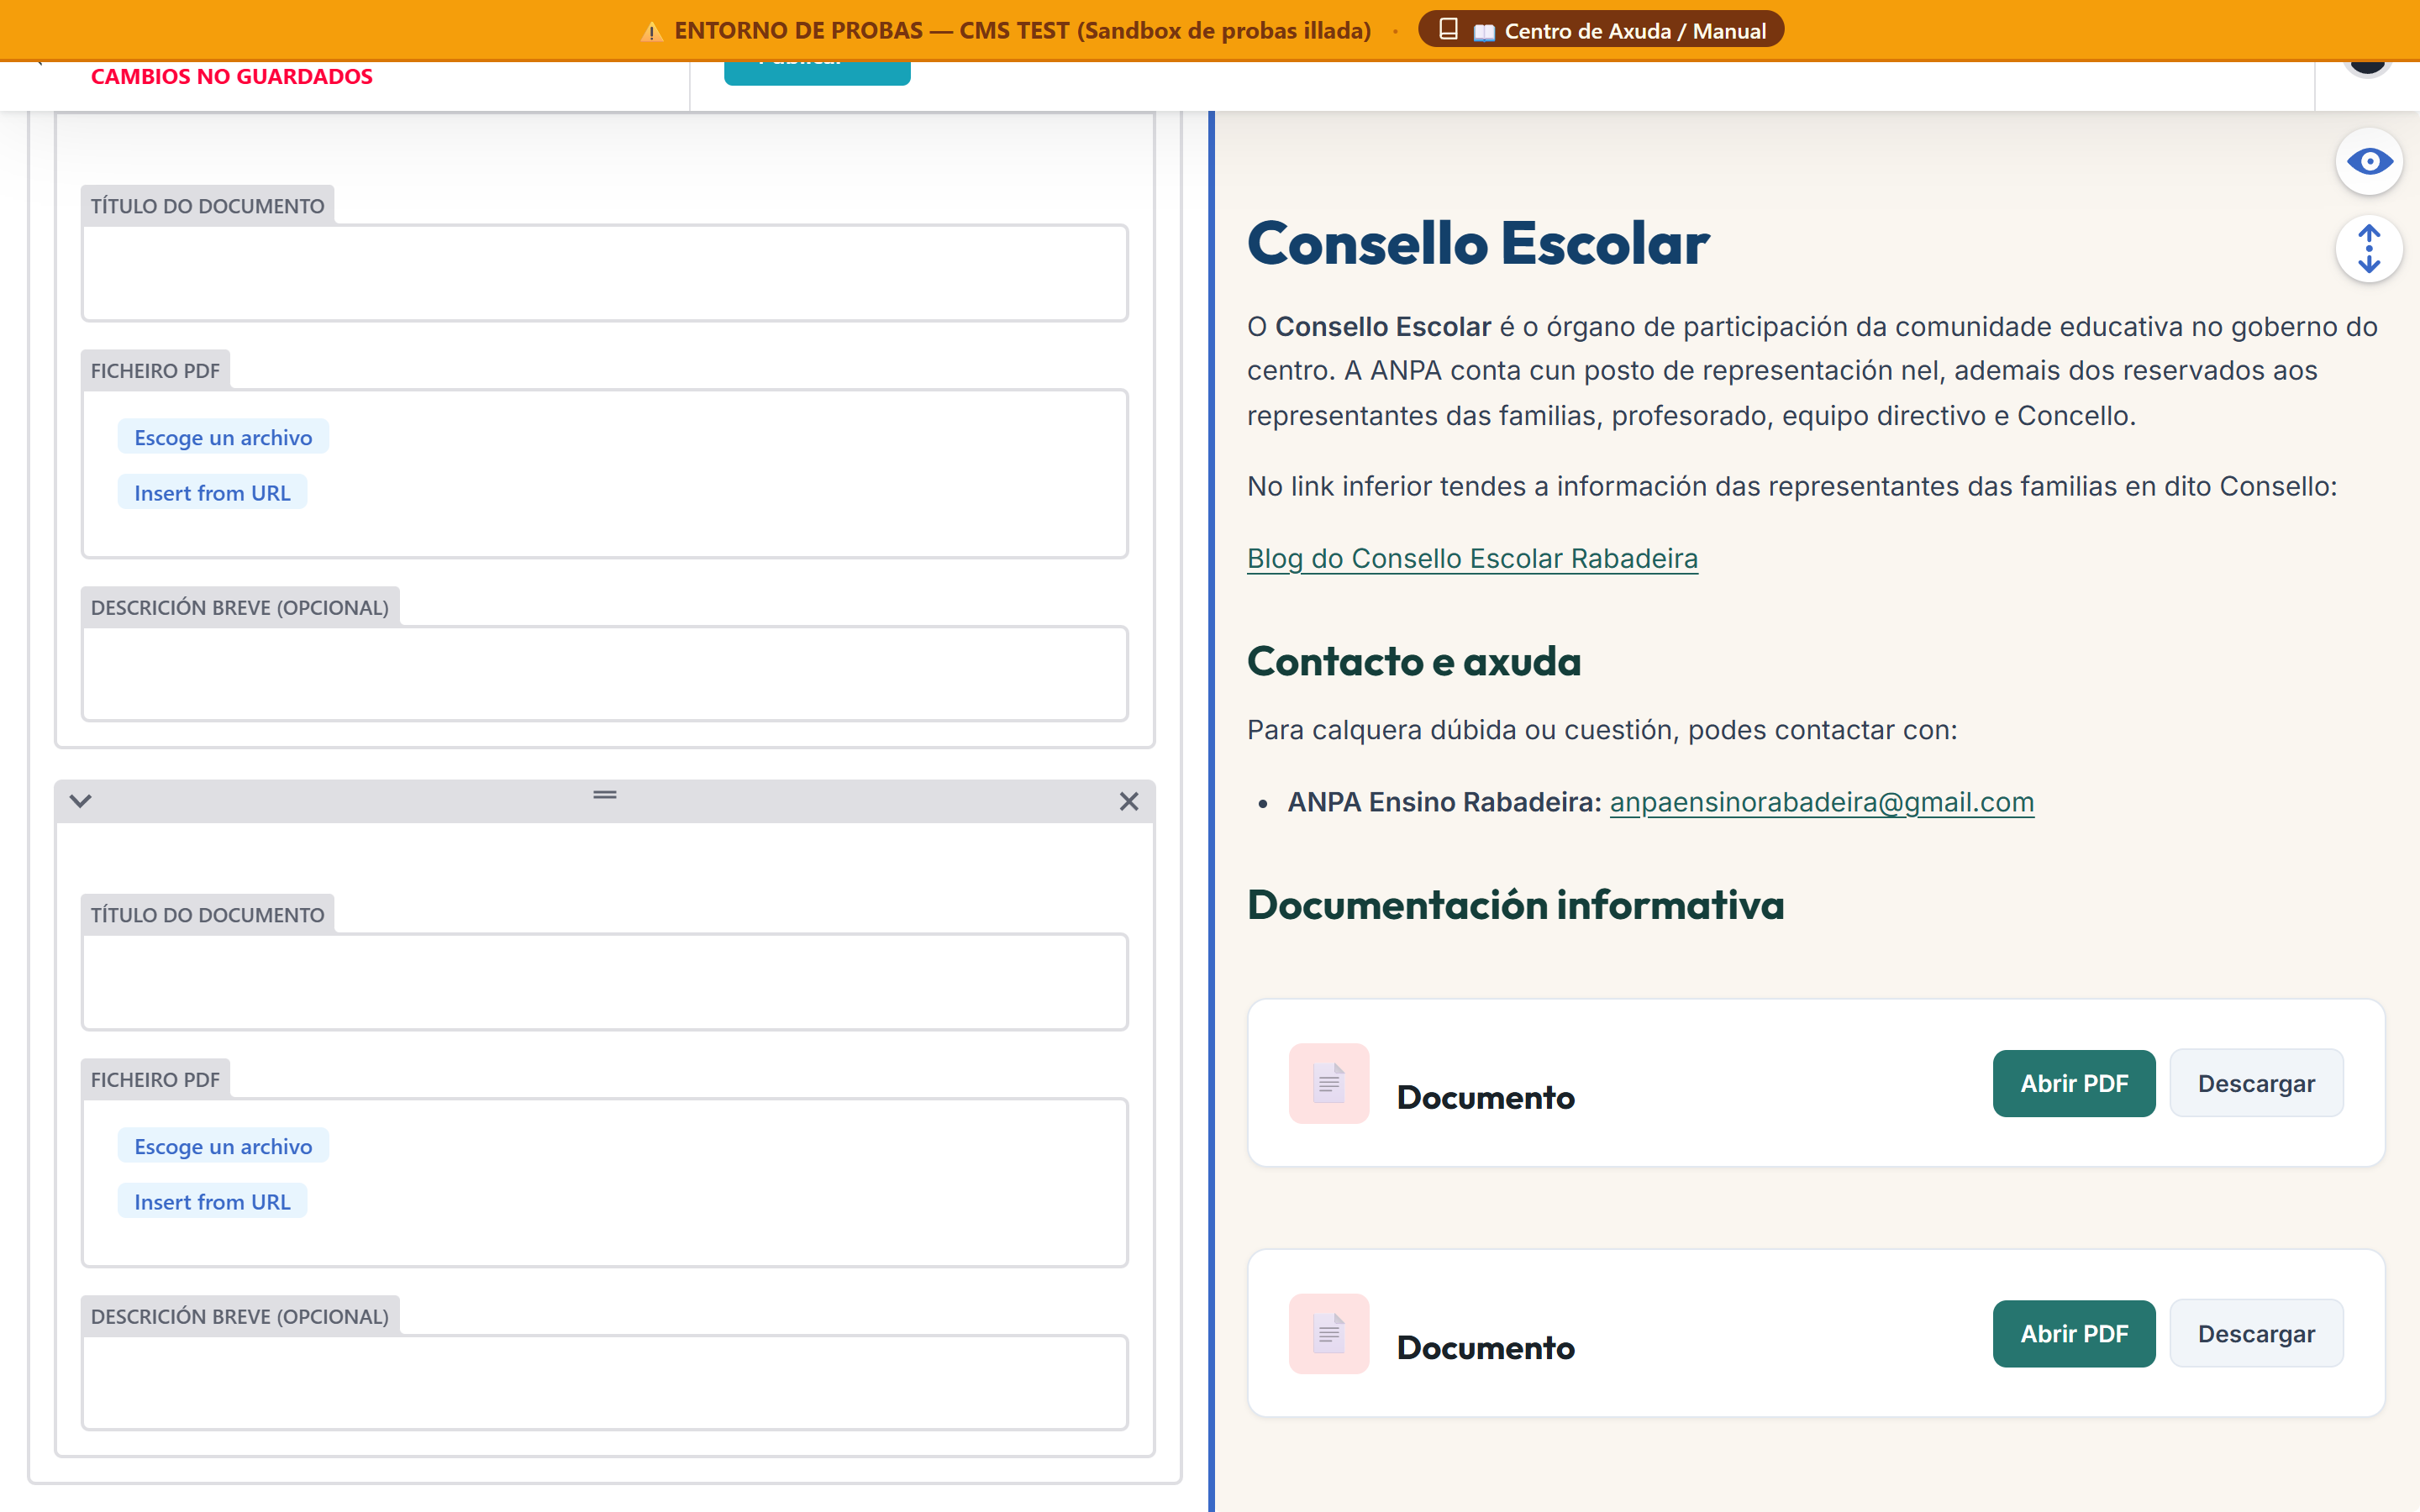 ENTORNO DE PROBAS — CMS TEST (Sandbox de probas illada) · Centro de Axuda / Manual
CAMBIOS NO GUARDADOS
TÍTULO DO DOCUMENTO
FICHEIRO PDF
Escoge un archivo
Insert from URL
DESCRICIÓN BREVE (OPCIONAL)
TÍTULO DO DOCUMENTO
FICHEIRO PDF
Escoge un archivo
Insert from URL
DESCRICIÓN BREVE (OPCIONAL)
Consello Escolar
O Consello Escolar é o órgano de participación da comunidade educativa no goberno do
centro. A ANPA conta cun posto de representación nel, ademais dos reservados aos
representantes das familias, profesorado, equipo directivo e Concello.
No link inferior tendes a información das representantes das familias en dito Consello:
Blog do Consello Escolar Rabadeira
Contacto e axuda
Para calquera dúbida ou cuestión, podes contactar con:
• ANPA Ensino Rabadeira: anpaensinorabadeira@gmail.com
Documentación informativa
Documento
Abrir PDF
Descargar
Documento
Abrir PDF
Descargar